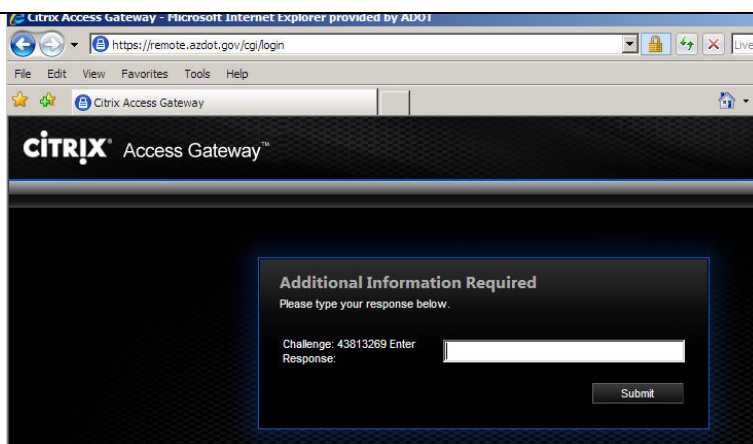 Citrix Access Gateway - Microsoft Internet Explorer provided by ADOT
https://remote.azdot.gov/cgi/login
Live
File Edit View Favorites Tools Help
Citrix Access Gateway
CİTRIX® Access Gateway™
Additional Information Required
Please type your response below.
Challenge: 43813269 Enter
Response:
Submit